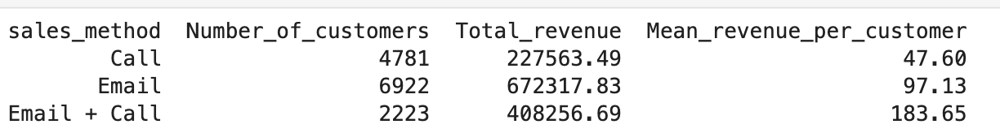 sales_method Number_of_customers Total_revenue Mean_revenue_per_customer
Call 4781 227563.49 47.60
Email 6922 672317.83 97.13
Email + Call 2223 408256.69 183.65